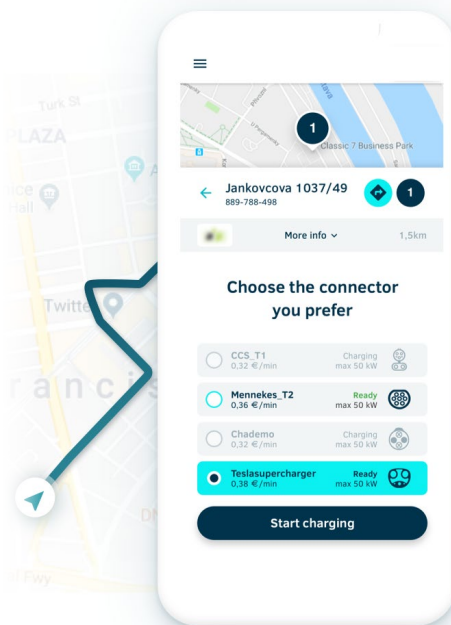 Turk St
PLAZA
Hall
Twitte
rancis
Fwy
1
Classic 7 Business Park
Jankovcova 1037/49
889-788-498
1
More info
1,5km
Choose the connector
you prefer
CCS_T1
Charging
0,32 €/min
max 50 kW
Mennekes_T2
Ready
0,36 €/min
max 50 kW
Chademo
Charging
0,32 €/min
max 50 kW
Teslasupercharger
Ready
0,38 €/min
max 50 kW
Start charging